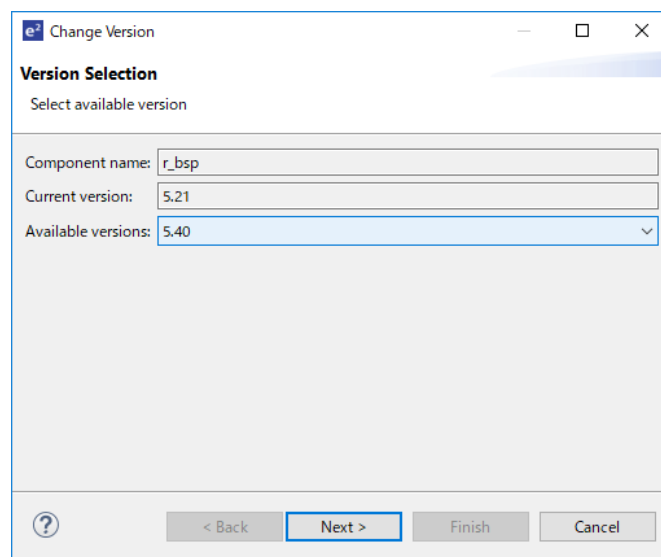 e² Change Version
Version Selection
Select available version
Component name: r_bsp
Current version: 5.21
Available versions: 5.40
? < Back Next > Finish Cancel